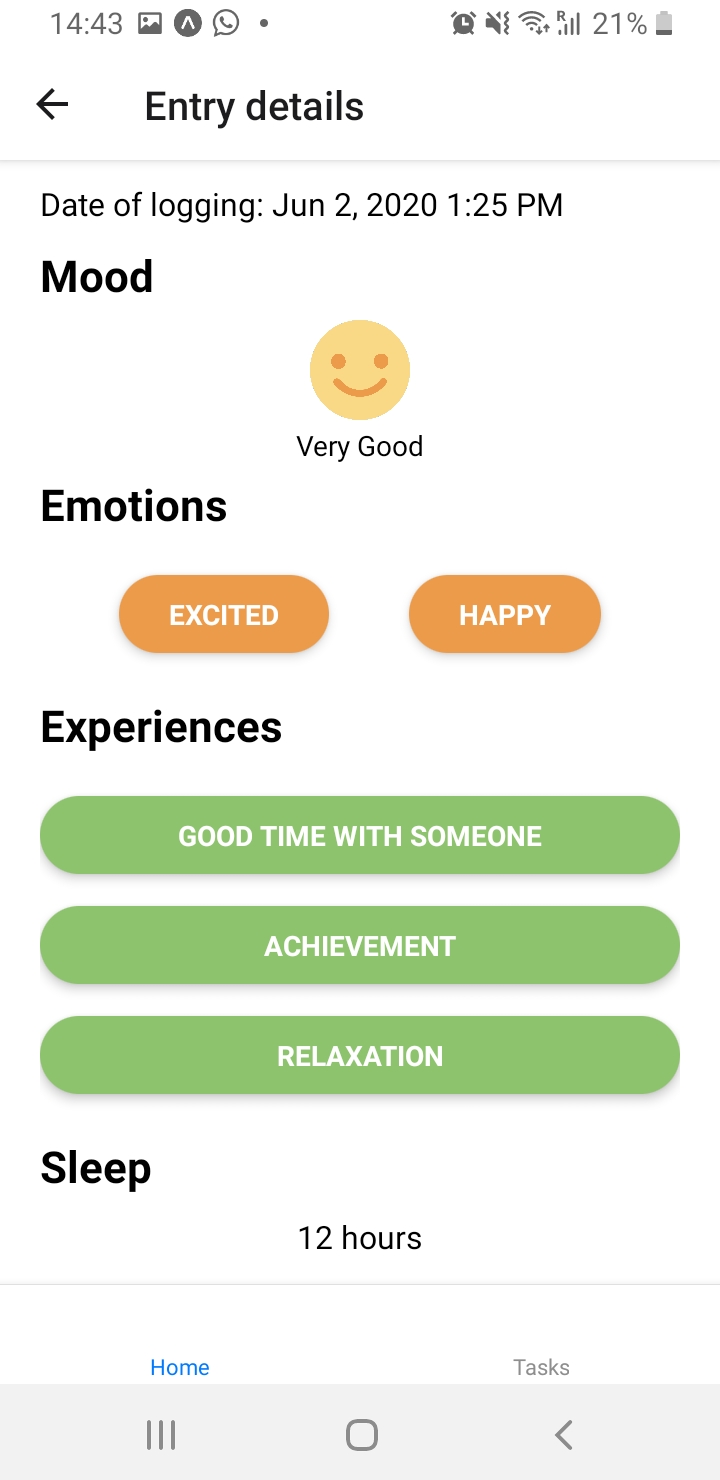 14:43 21%
Entry details
Date of logging: Jun 2, 2020 1:25 PM
Mood
Very Good
Emotions
EXCITED HAPPY
Experiences
GOOD TIME WITH SOMEONE
ACHIEVEMENT
RELAXATION
Sleep
12 hours
Home Tasks